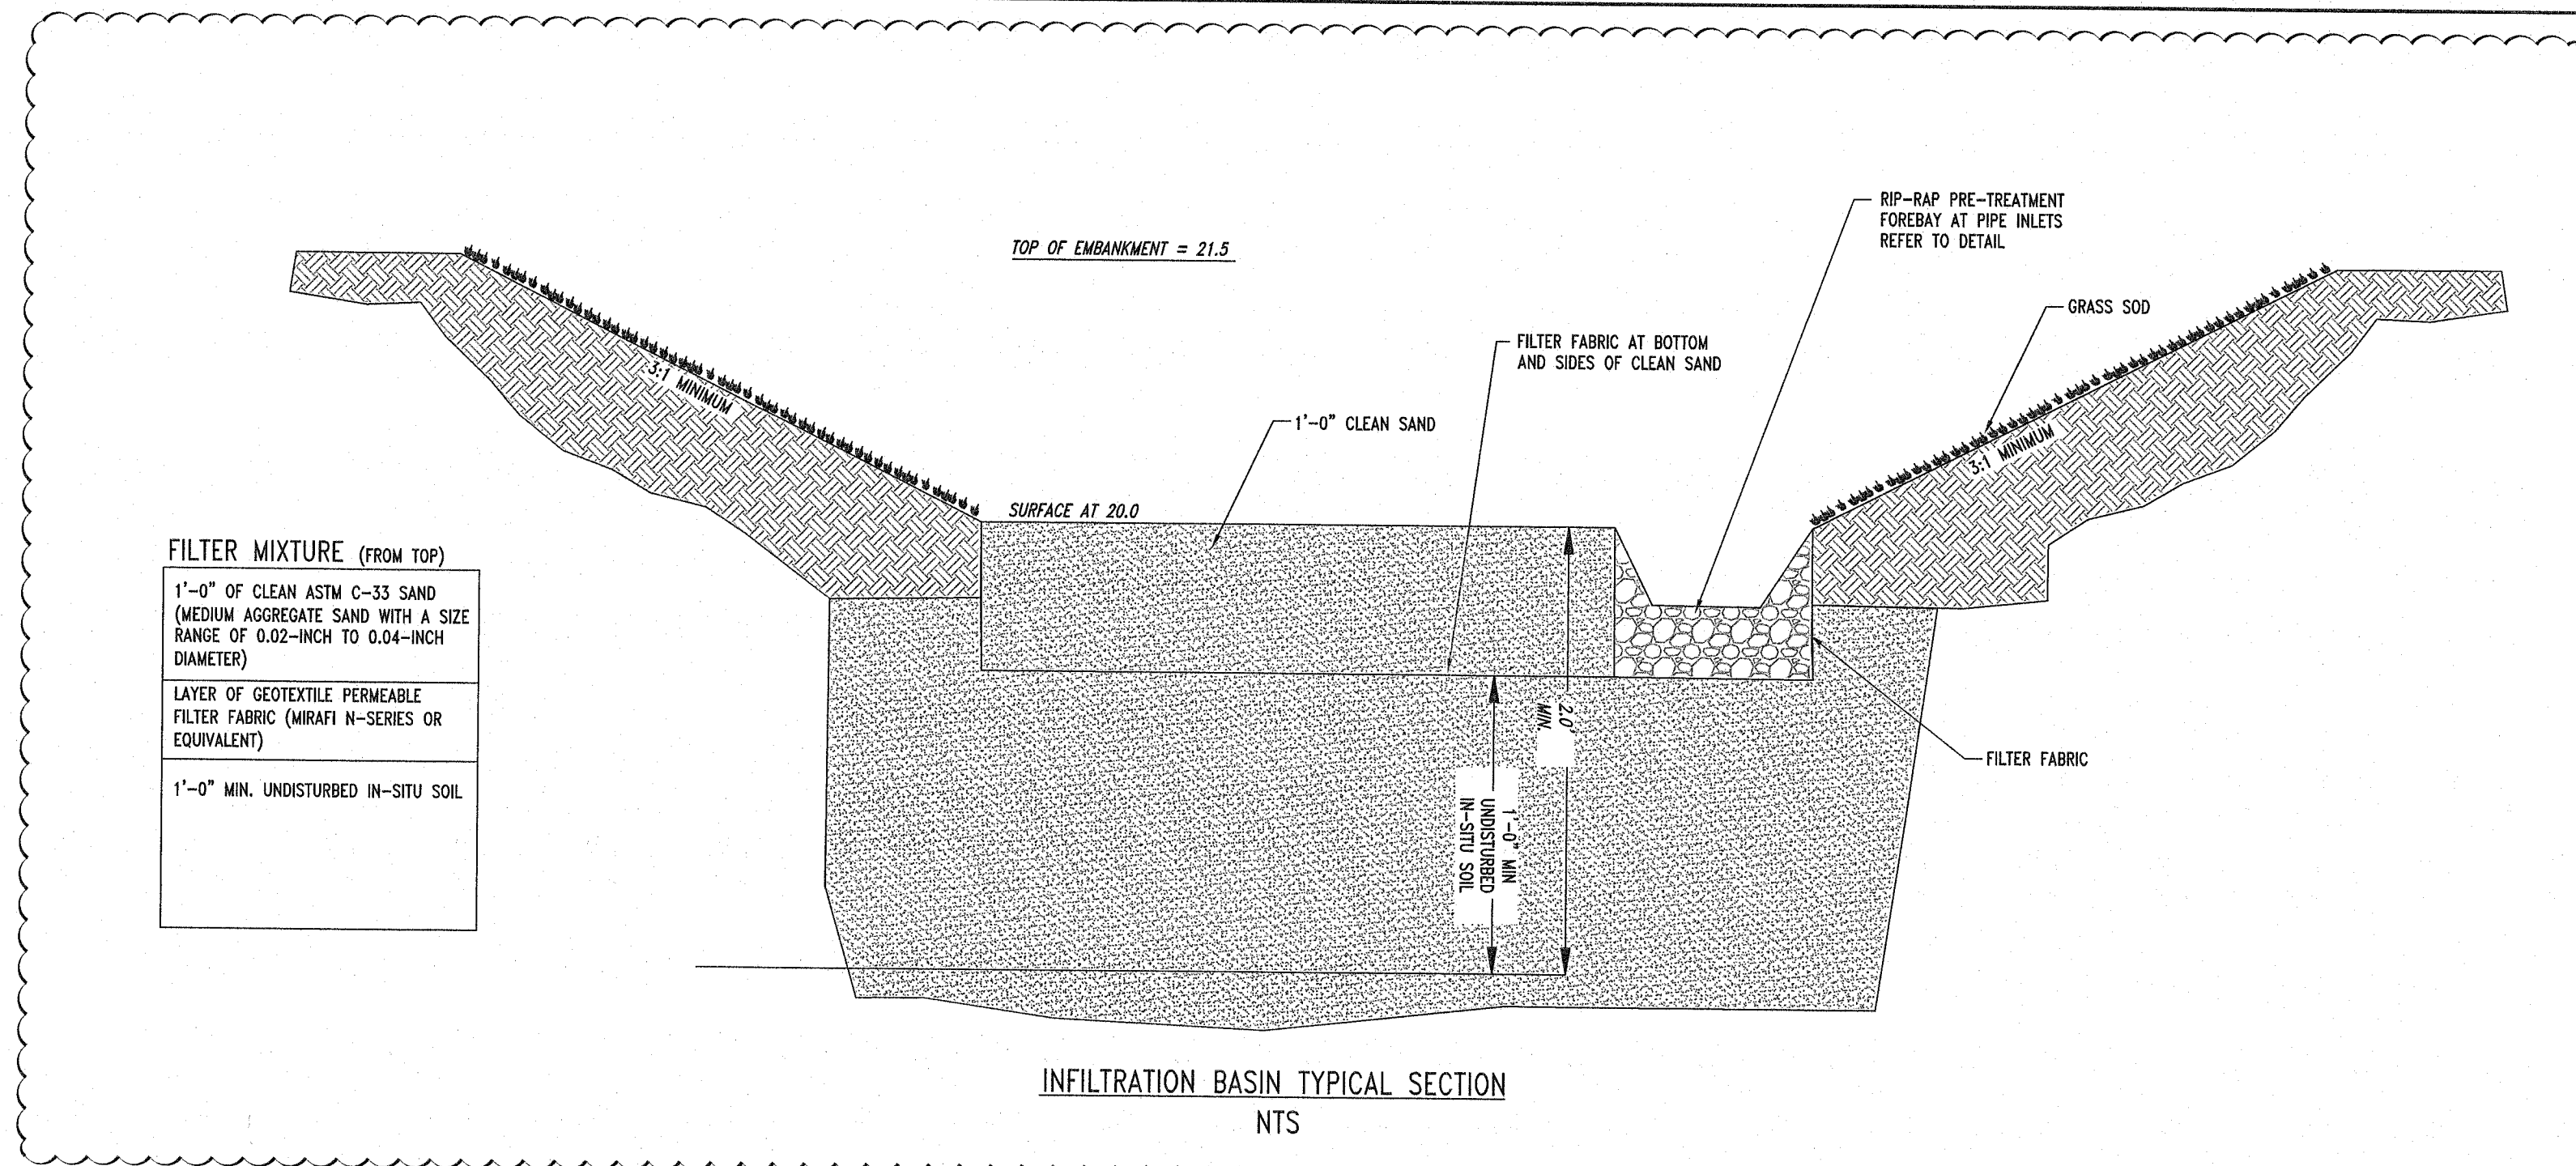 RIP-RAP PRE-TREATMENT
FOREBAY AT PIPE INLETS
REFER TO DETAIL
TOP OF EMBANKMENT = 21.5
GRASS SOD
FILTER FABRIC AT BOTTOM
AND SIDES OF CLEAN SAND
3:1 MINIMUM
1'-0" CLEAN SAND
3:1 MINIMUM
SURFACE AT 20.0
FILTER MIXTURE (FROM TOP)
1'-0" OF CLEAN ASTM C-33 SAND
(MEDIUM AGGREGATE SAND WITH A SIZE
RANGE OF 0.02-INCH TO 0.04-INCH
DIAMETER)
LAYER OF GEOTEXTILE PERMEABLE
FILTER FABRIC (MIRAFI N-SERIES OR
EQUIVALENT)
1'-0" MIN. UNDISTURBED IN-SITU SOIL
2.0'
MIN
1'-0" MIN
UNDISTURBED
IN-SITU SOIL
FILTER FABRIC
INFILTRATION BASIN TYPICAL SECTION
NTS